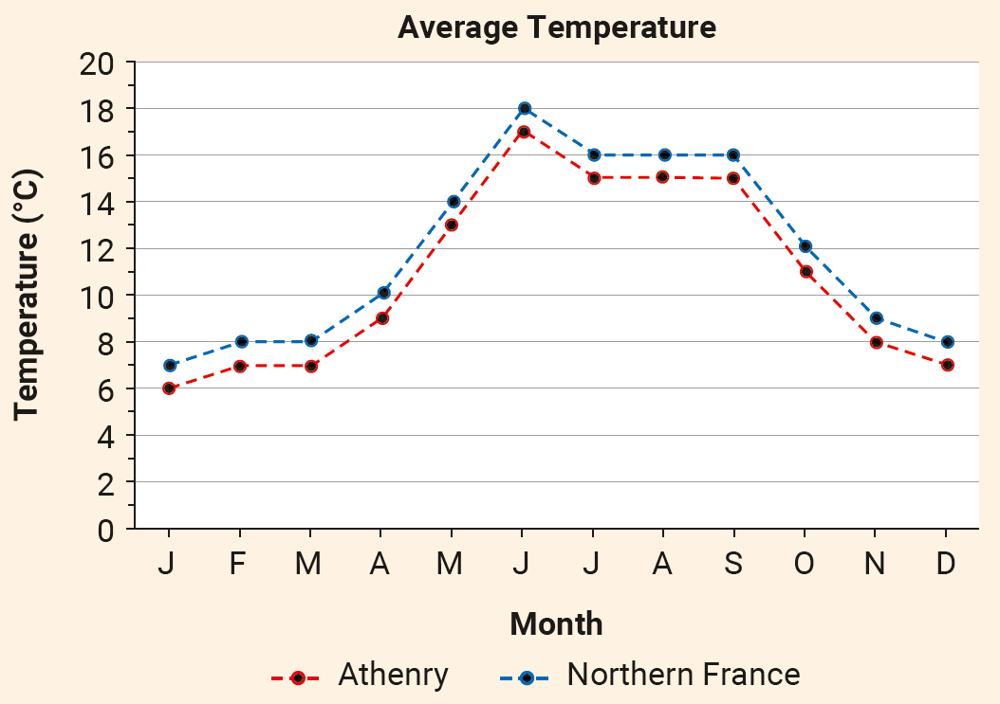 Average Temperature
20
18
16
14
12
10
8
6
4
2
0
Temperature (°C)
J F M A M J J A S O N D
Month
Athenry Northern France